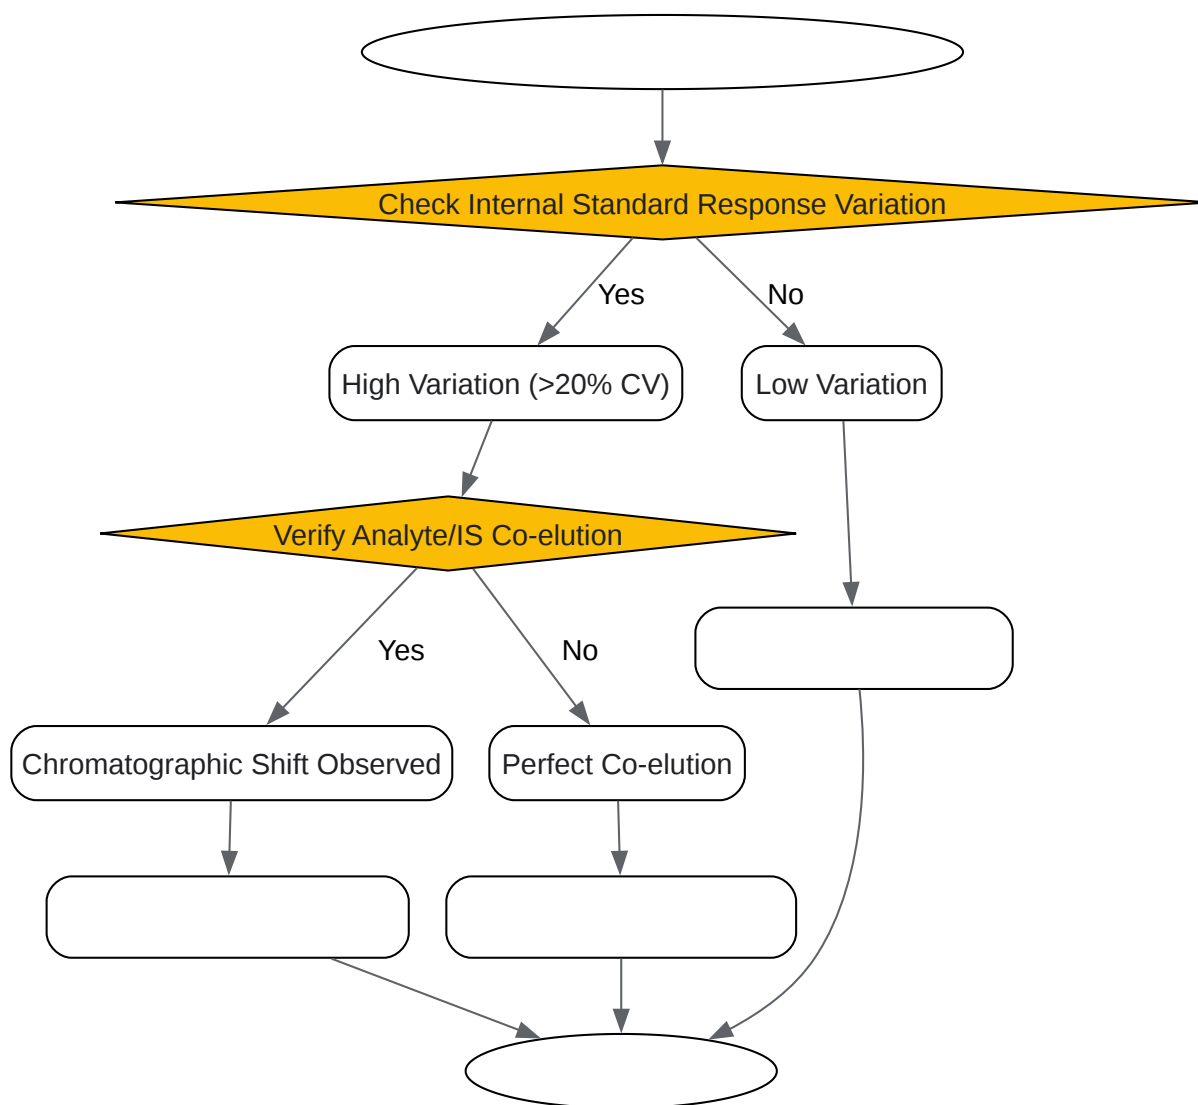 Check Internal Standard Response Variation
Yes
No
High Variation (>20% CV)
Low Variation
Verify Analyte/IS Co-elution
Yes
No
Chromatographic Shift Observed
Perfect Co-elution